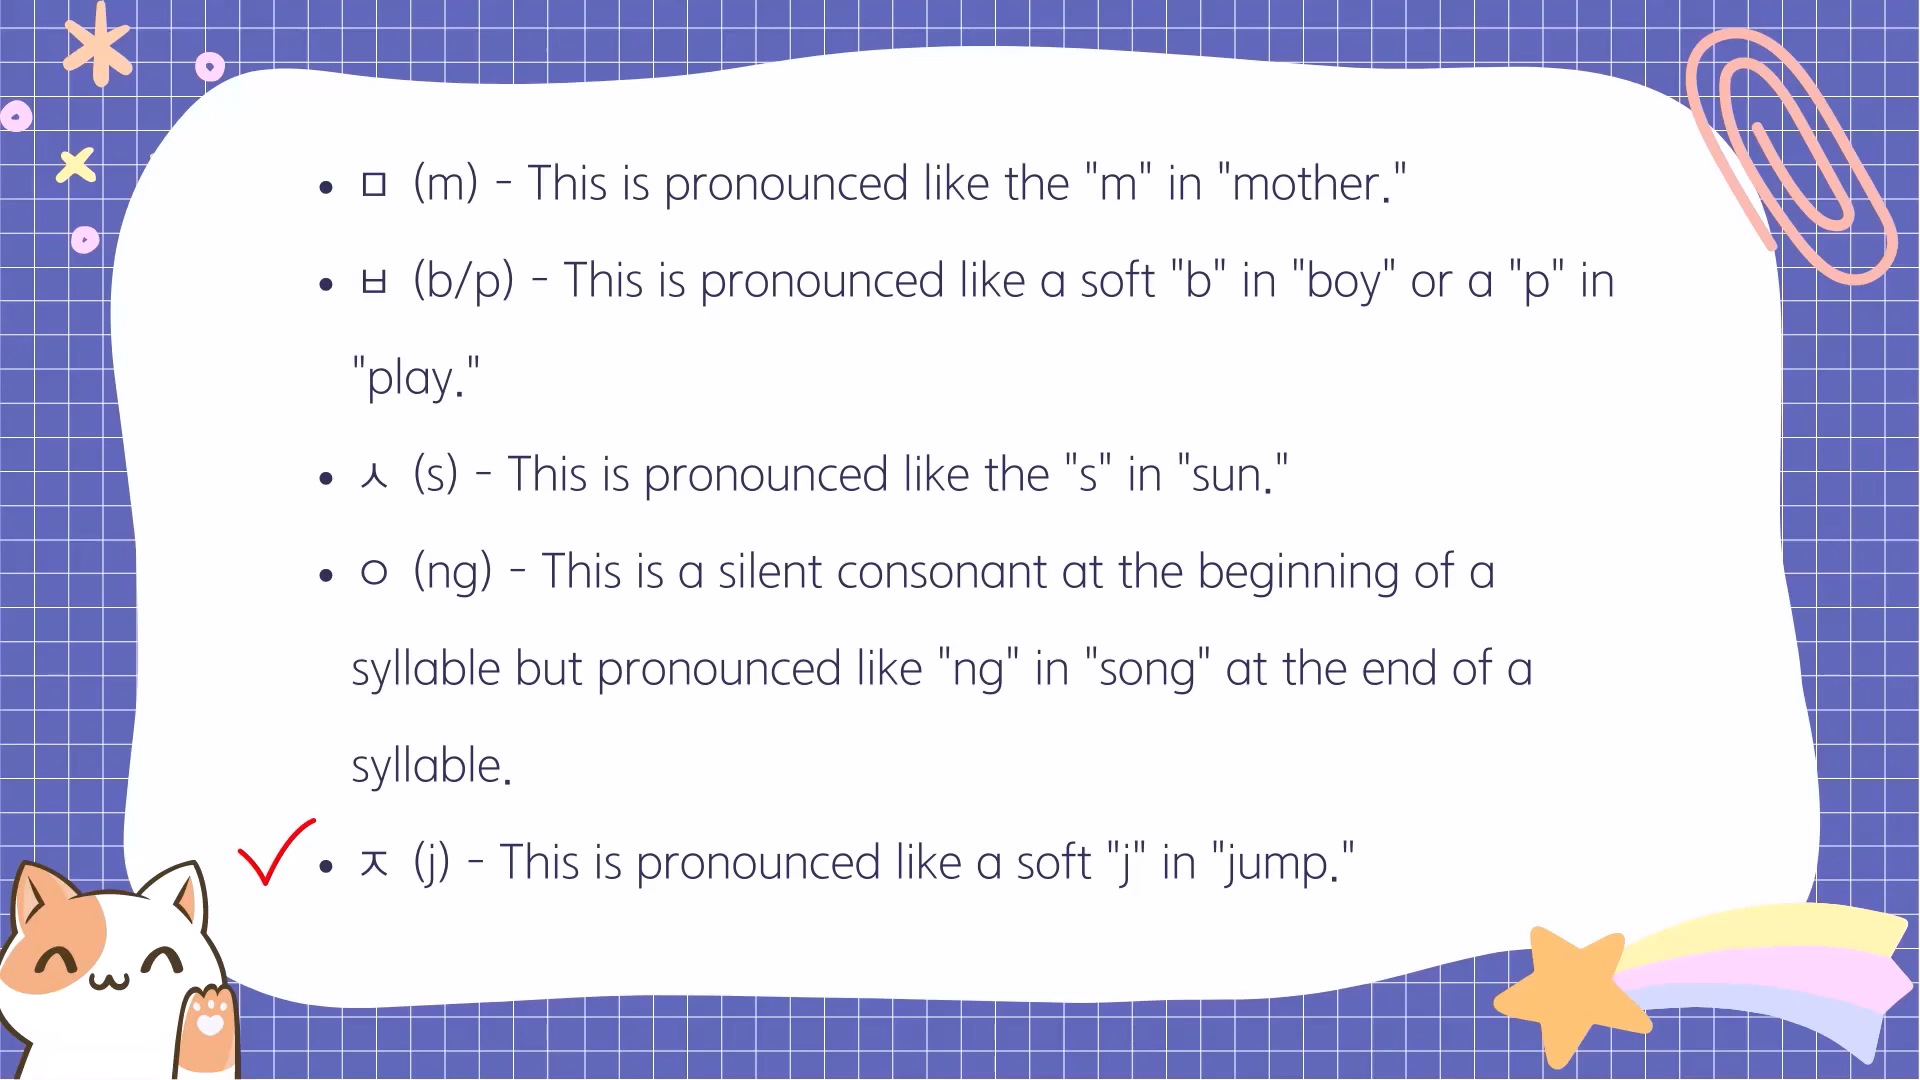 • ㅁ (m) - This is pronounced like the "m" in "mother."
• ㅂ (b/p) - This is pronounced like a soft "b" in "boy" or a "p" in
"play."
• ㅅ (s) - This is pronounced like the "s" in "sun."
• ㅇ (ng) - This is a silent consonant at the beginning of a
syllable but pronounced like "ng" in "song" at the end of a
syllable.
• ㅈ (j) - This is pronounced like a soft "j" in "jump."